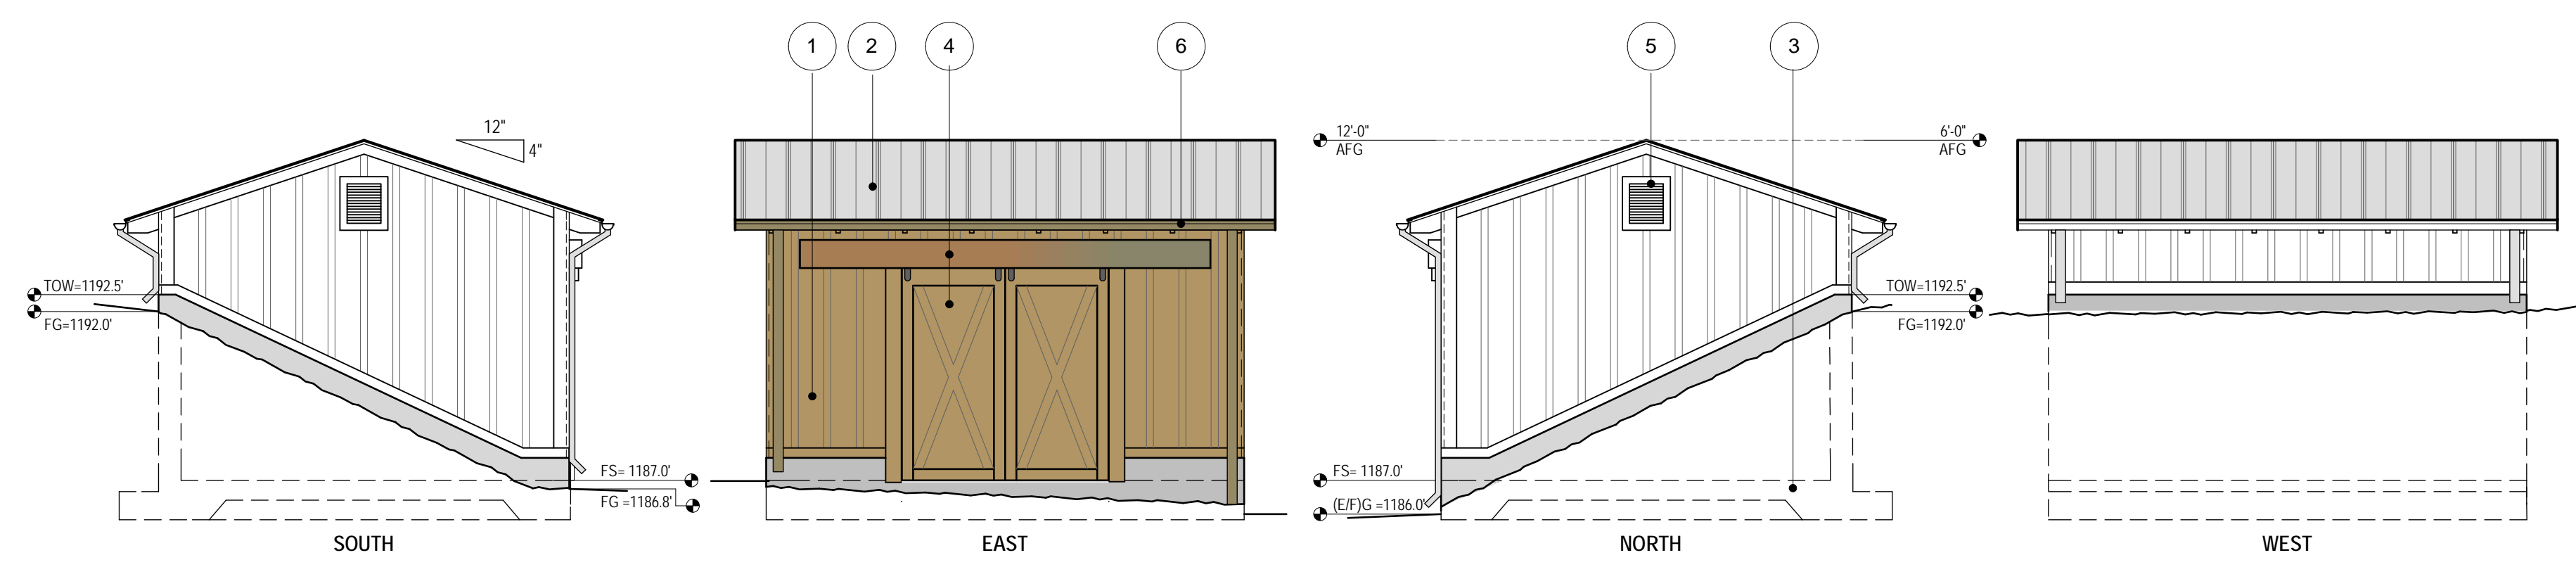 1 2 4 6 5 3
12"
4"
12'-0"
AFG
6'-0"
AFG
TOW=1192.5'
FG=1192.0'
TOW=1192.5'
FG=1192.0'
FS= 1187.0'
FG =1186.8'
FS= 1187.0'
(E/F)G =1186.0'
SOUTH
EAST
NORTH
WEST